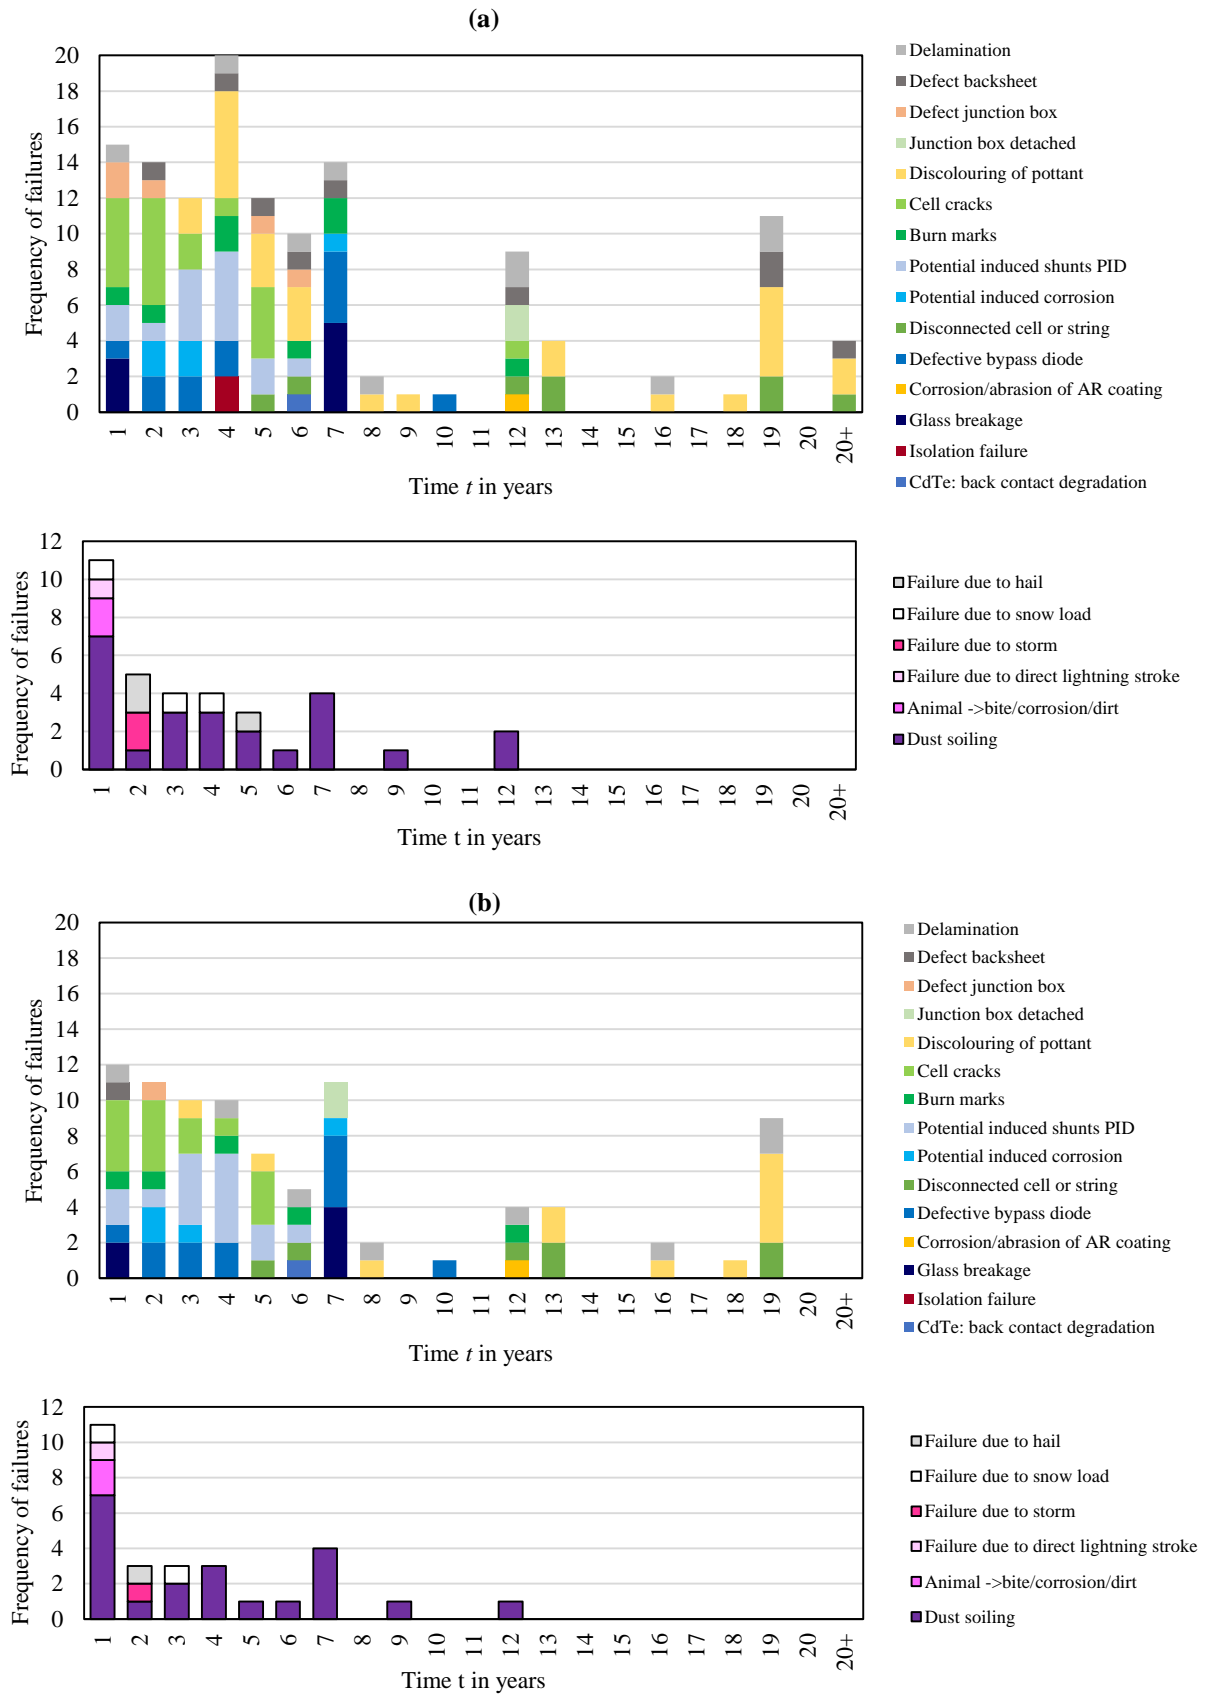 (a)
Frequency of failures
20
18
16
14
12
10
8
6
4
2
0
1 2 3 4 5 6 7 8 9 10 11 12 13 14 15 16 17 18 19 20 20+
Time t in years
Delamination
Defect backsheet
Defect junction box
Junction box detached
Discolouring of pottant
Cell cracks
Burn marks
Potential induced shunts PID
Potential induced corrosion
Disconnected cell or string
Defective bypass diode
Corrosion/abrasion of AR coating
Glass breakage
Isolation failure
CdTe: back contact degradation
Frequency of failures
12
10
8
6
4
2
0
1 2 3 4 5 6 7 8 9 10 11 12 13 14 15 16 17 18 19 20 20+
Time t in years
Failure due to hail
Failure due to snow load
Failure due to storm
Failure due to direct lightning stroke
Animal ->bite/corrosion/dirt
Dust soiling
(b)
Frequency of failures
20
18
16
14
12
10
8
6
4
2
0
1 2 3 4 5 6 7 8 9 10 11 12 13 14 15 16 17 18 19 20 20+
Time t in years
Delamination
Defect backsheet
Defect junction box
Junction box detached
Discolouring of pottant
Cell cracks
Burn marks
Potential induced shunts PID
Potential induced corrosion
Disconnected cell or string
Defective bypass diode
Corrosion/abrasion of AR coating
Glass breakage
Isolation failure
CdTe: back contact degradation
Frequency of failures
12
10
8
6
4
2
0
1 2 3 4 5 6 7 8 9 10 11 12 13 14 15 16 17 18 19 20 20+
Time t in years
Failure due to hail
Failure due to snow load
Failure due to storm
Failure due to direct lightning stroke
Animal ->bite/corrosion/dirt
Dust soiling